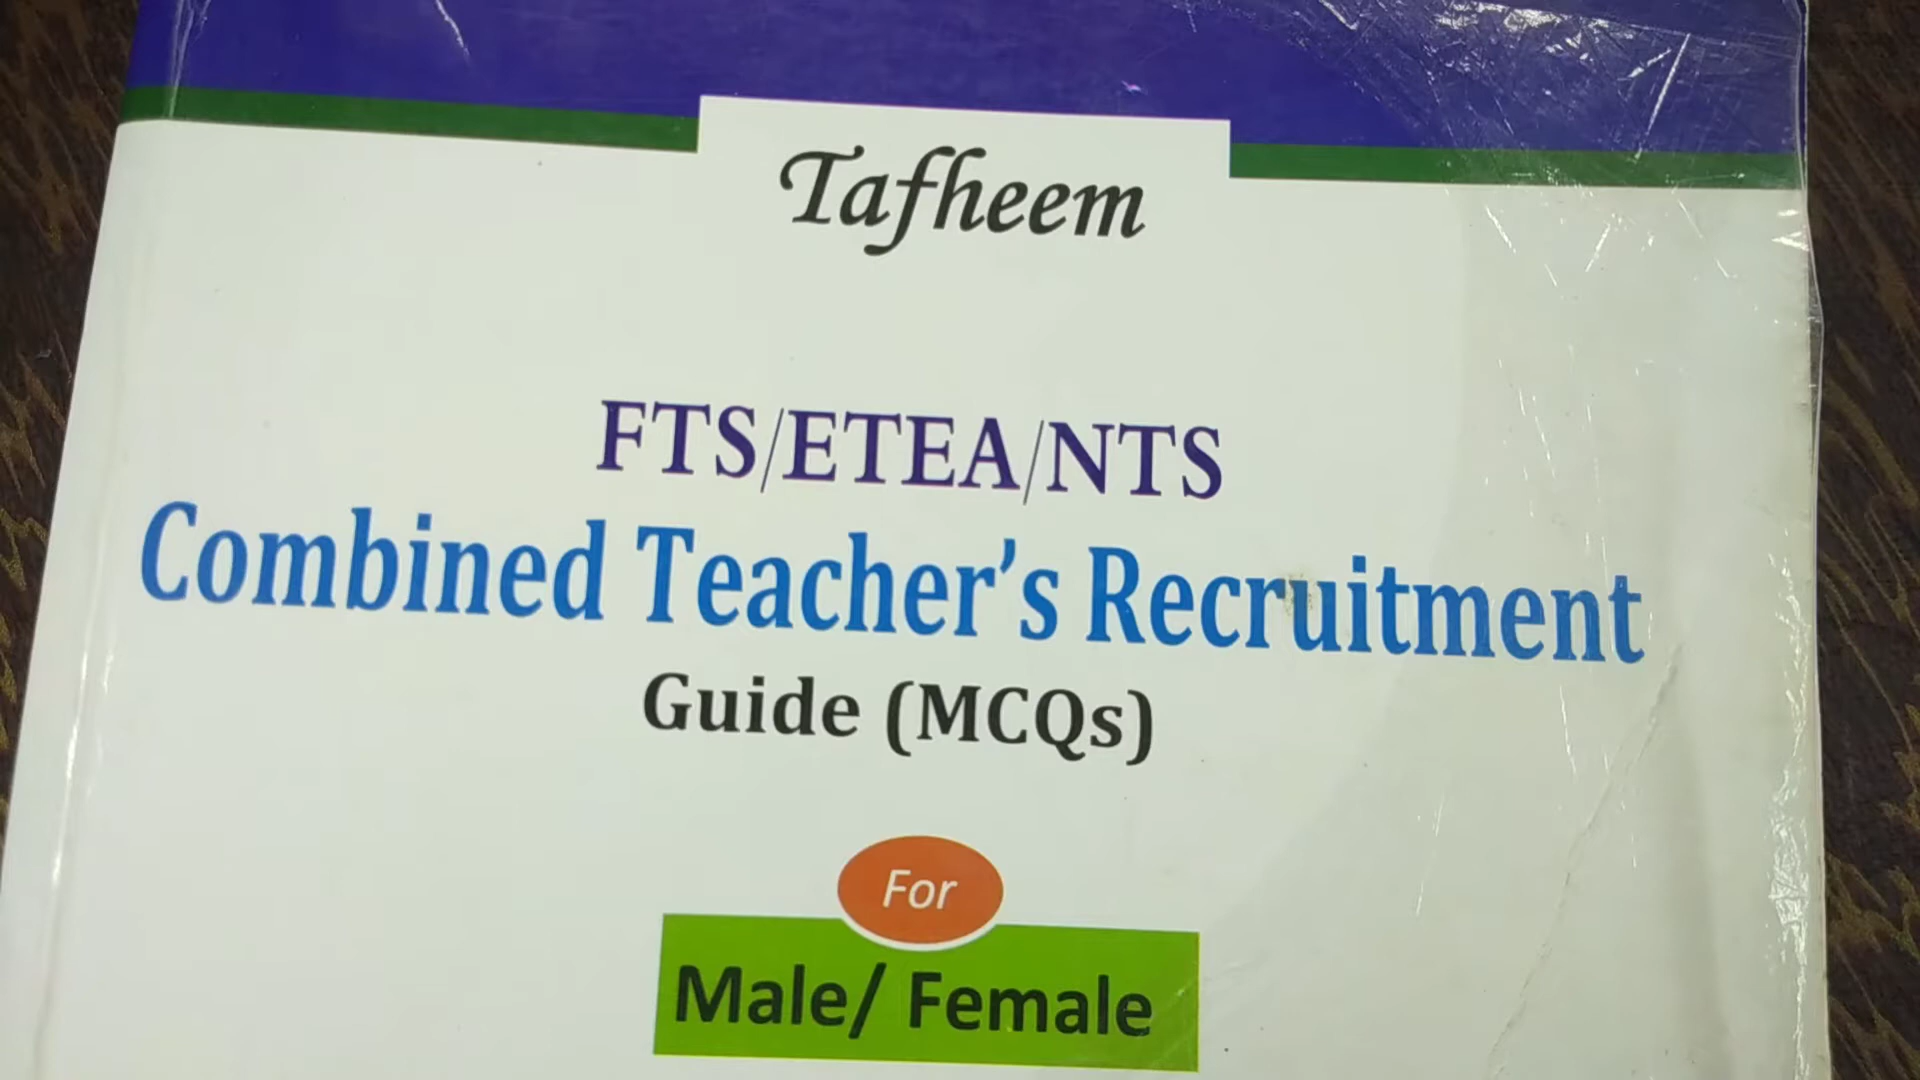 Tafheem
FTS/ETEA/NTS
Combined Teacher's Recruitment
Guide (MCQs)
For
Male/ Female